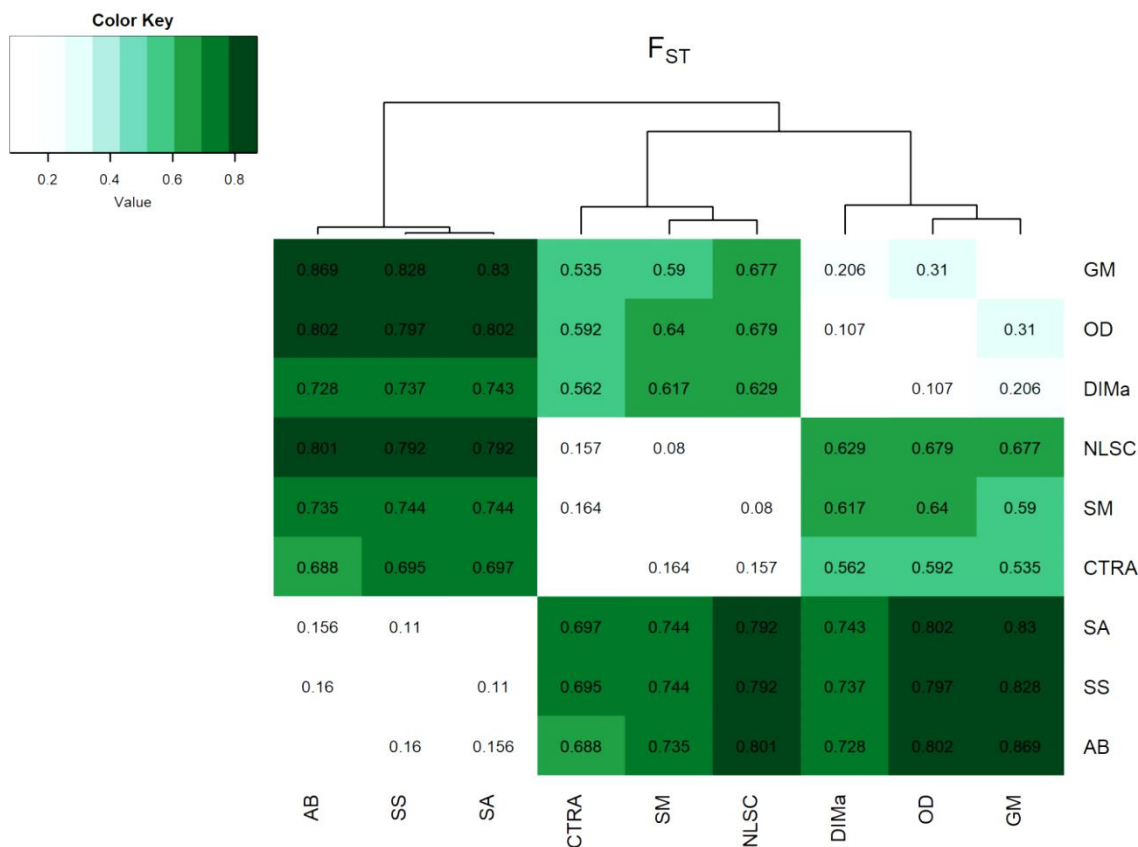 Color Key
0.2 0.4 0.6 0.8
Value
FST
0.869 0.828 0.83 0.535 0.59 0.677 0.206 0.31 GM
0.802 0.797 0.802 0.592 0.64 0.679 0.107 0.31 OD
0.728 0.737 0.743 0.562 0.617 0.629 0.107 0.206 DIMa
0.801 0.792 0.792 0.157 0.08 0.629 0.679 0.677 NLSC
0.735 0.744 0.744 0.164 0.08 0.617 0.64 0.59 SM
0.688 0.695 0.697 0.164 0.157 0.562 0.592 0.535 CTRA
0.156 0.11 0.697 0.744 0.792 0.743 0.802 0.83 SA
0.16 0.11 0.695 0.744 0.792 0.737 0.797 0.828 SS
0.16 0.156 0.688 0.735 0.801 0.728 0.802 0.869 AB
AB SS SA CTRA SM NLSC DIMa OD GM